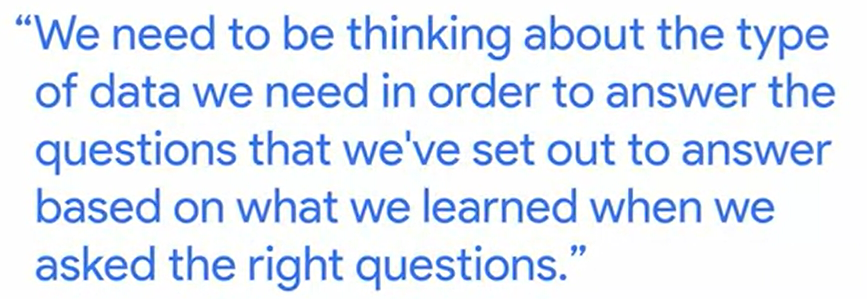 “We need to be thinking about the type
of data we need in order to answer the
questions that we've set out to answer
based on what we learned when we
asked the right questions.”